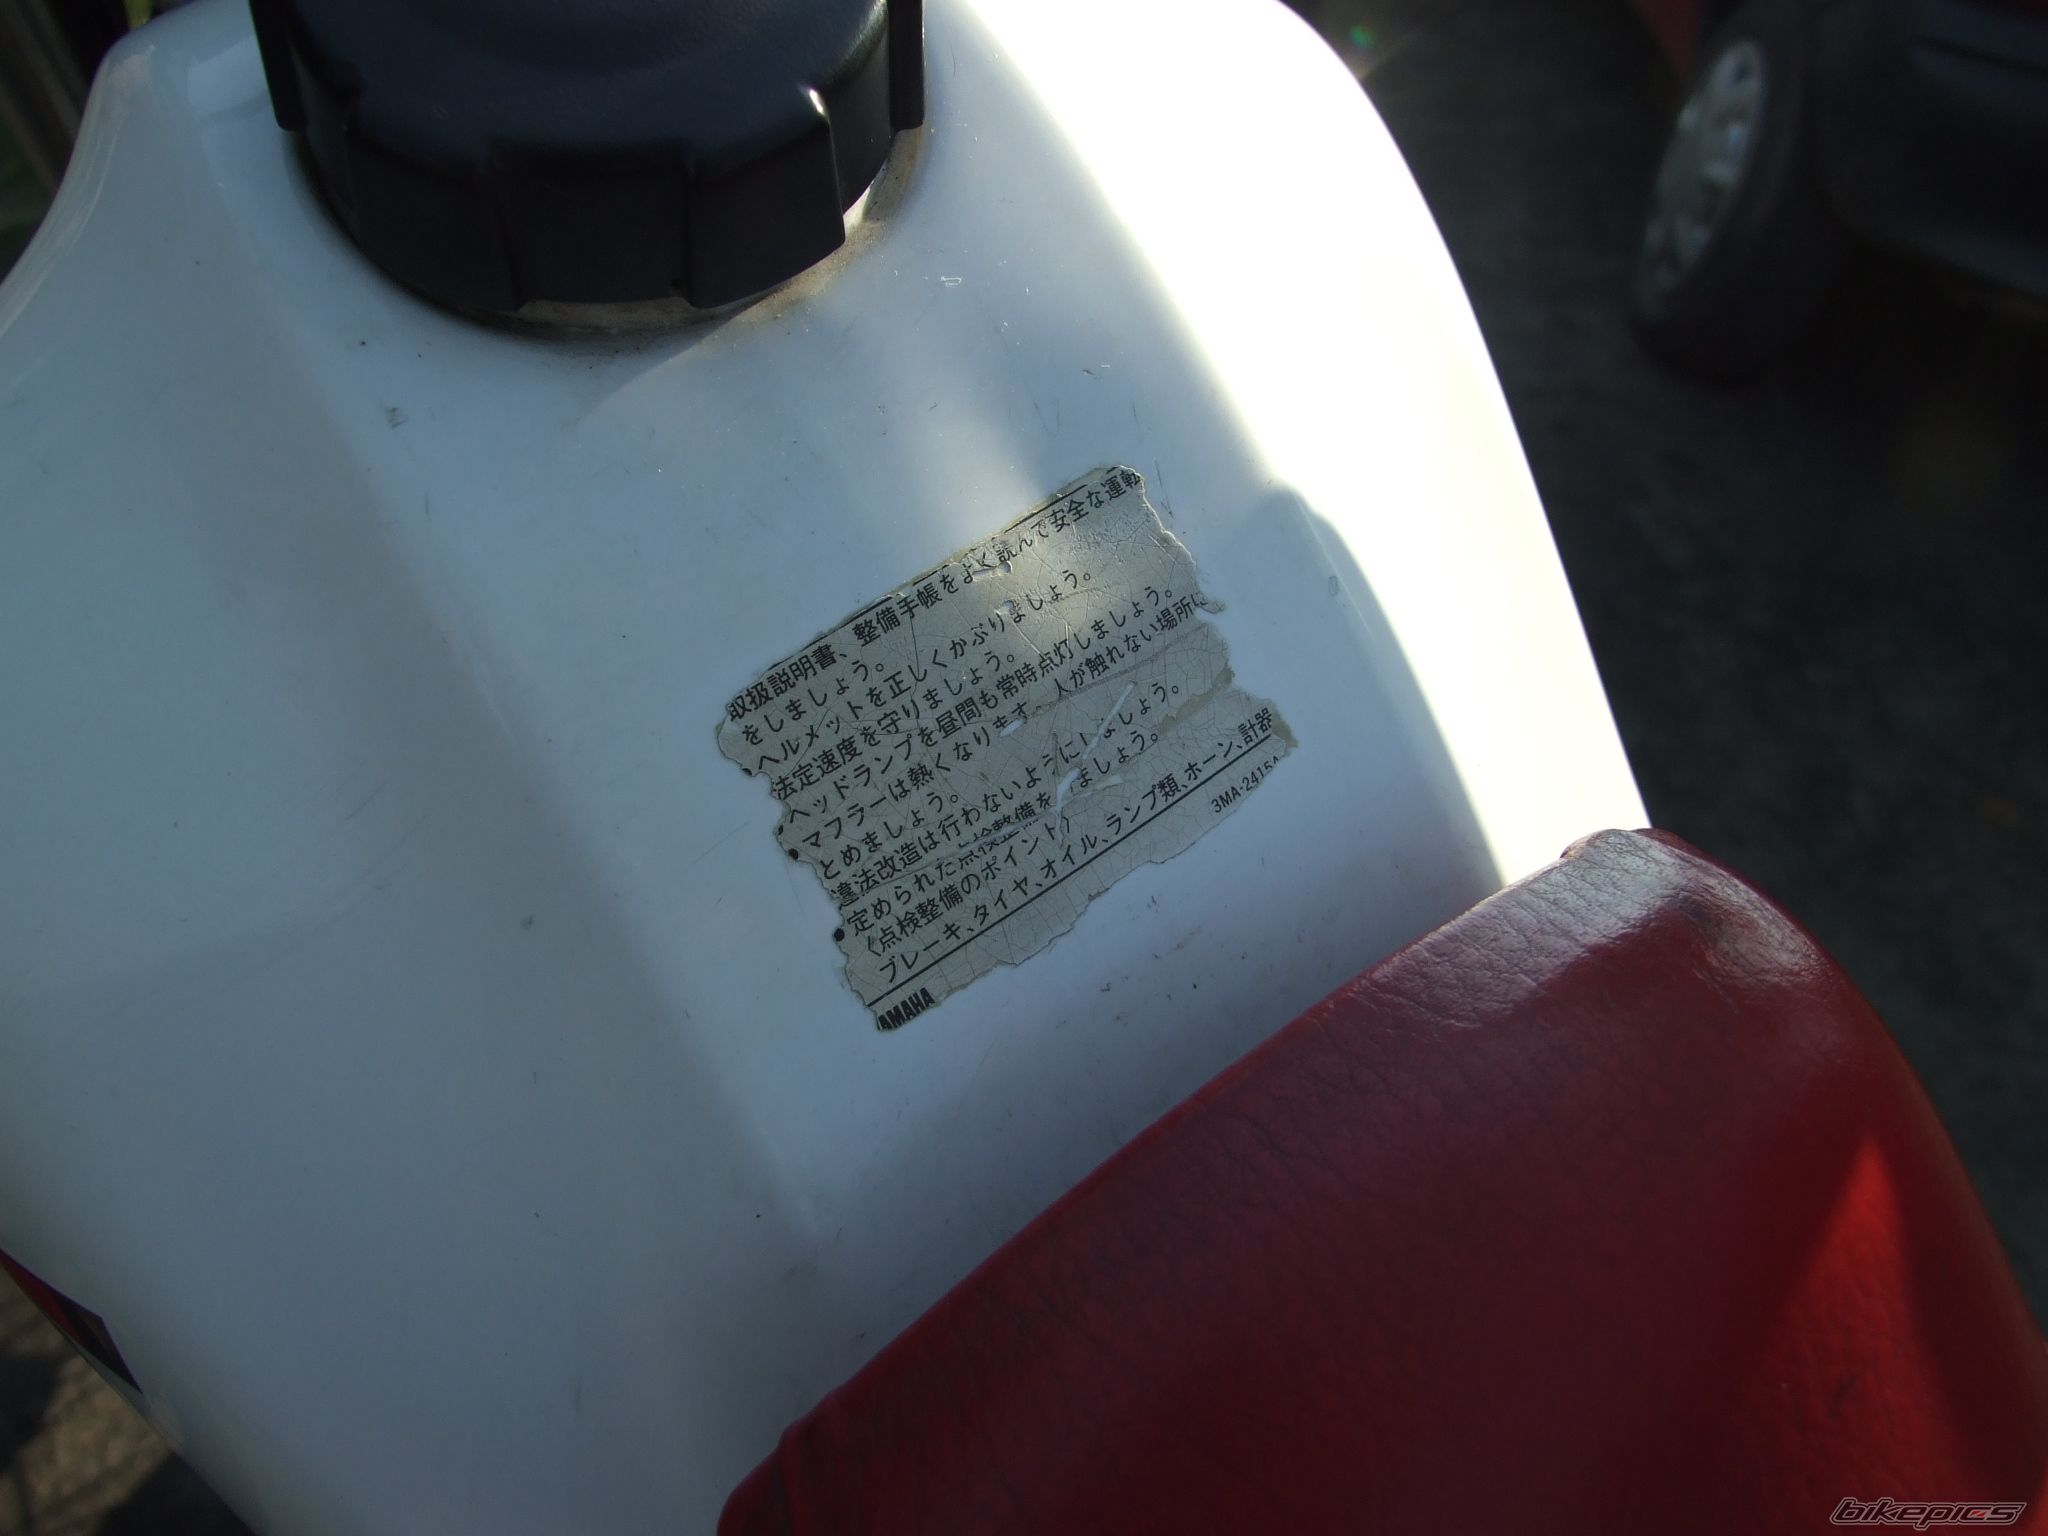 取扱説明書、整備手帳をよく読んで安全な運転
をしましょう。
ヘルメットを正しくかぶりましょう。
法定速度を守りましょう。
ヘッドランプを昼間も常時点灯しましょう。
マフラーは熱くなります 人が触れない場所に
とめましょう。
違法改造は行わないようにしましょう。
定められた点検整備を ましょう。
〈点検整備のポイント〉
ブレーキ、タイヤ、オイル、ランプ類、ホーン、計器
3MA-2415A
AMAHA
bikepics